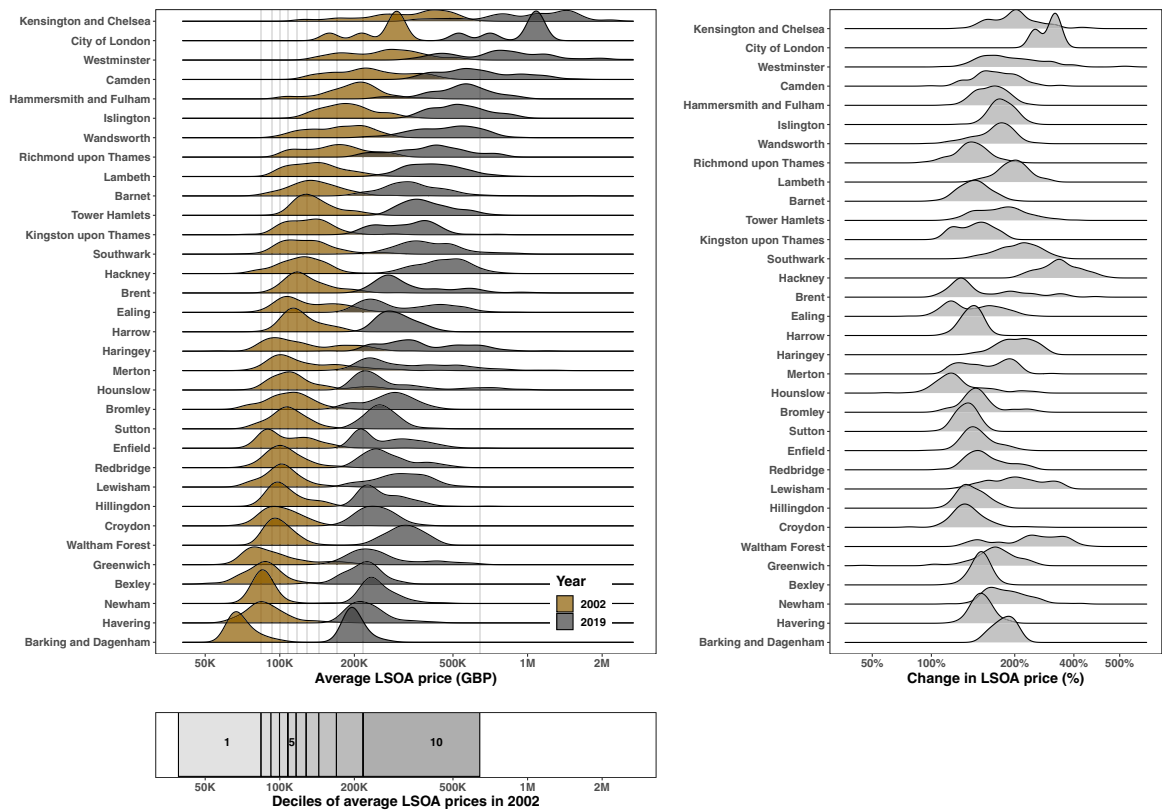 Kensington and Chelsea
City of London
Westminster
Camden
Hammersmith and Fulham
Islington
Wandsworth
Richmond upon Thames
Lambeth
Barnet
Tower Hamlets
Kingston upon Thames
Southwark
Hackney
Brent
Ealing
Harrow
Haringey
Merton
Hounslow
Bromley
Sutton
Enfield
Redbridge
Lewisham
Hillingdon
Croydon
Waltham Forest
Greenwich
Bexley
Newham
Havering
Barking and Dagenham
Year
2002
2019
50K 100K 200K 500K 1M 2M
Average LSOA price (GBP)
Kensington and Chelsea
City of London
Westminster
Camden
Hammersmith and Fulham
Islington
Wandsworth
Richmond upon Thames
Lambeth
Barnet
Tower Hamlets
Kingston upon Thames
Southwark
Hackney
Brent
Ealing
Harrow
Haringey
Merton
Hounslow
Bromley
Sutton
Enfield
Redbridge
Lewisham
Hillingdon
Croydon
Waltham Forest
Greenwich
Bexley
Newham
Havering
Barking and Dagenham
50% 100% 200% 400% 500%
Change in LSOA price (%)
1 5 10
50K 100K 200K 500K 1M 2M
Deciles of average LSOA prices in 2002